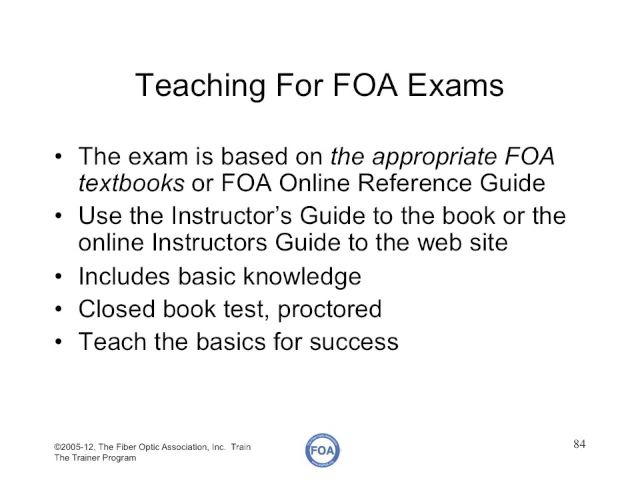 Teaching For FOA Exams
• The exam is based on the appropriate FOA
textbooks or FOA Online Reference Guide
• Use the Instructor's Guide to the book or the
online Instructors Guide to the web site
• Includes basic knowledge
• Closed book test, proctored
• Teach the basics for success
©2005-12, The Fiber Optic Association, Inc. Train
The Trainer Program
FOA
84